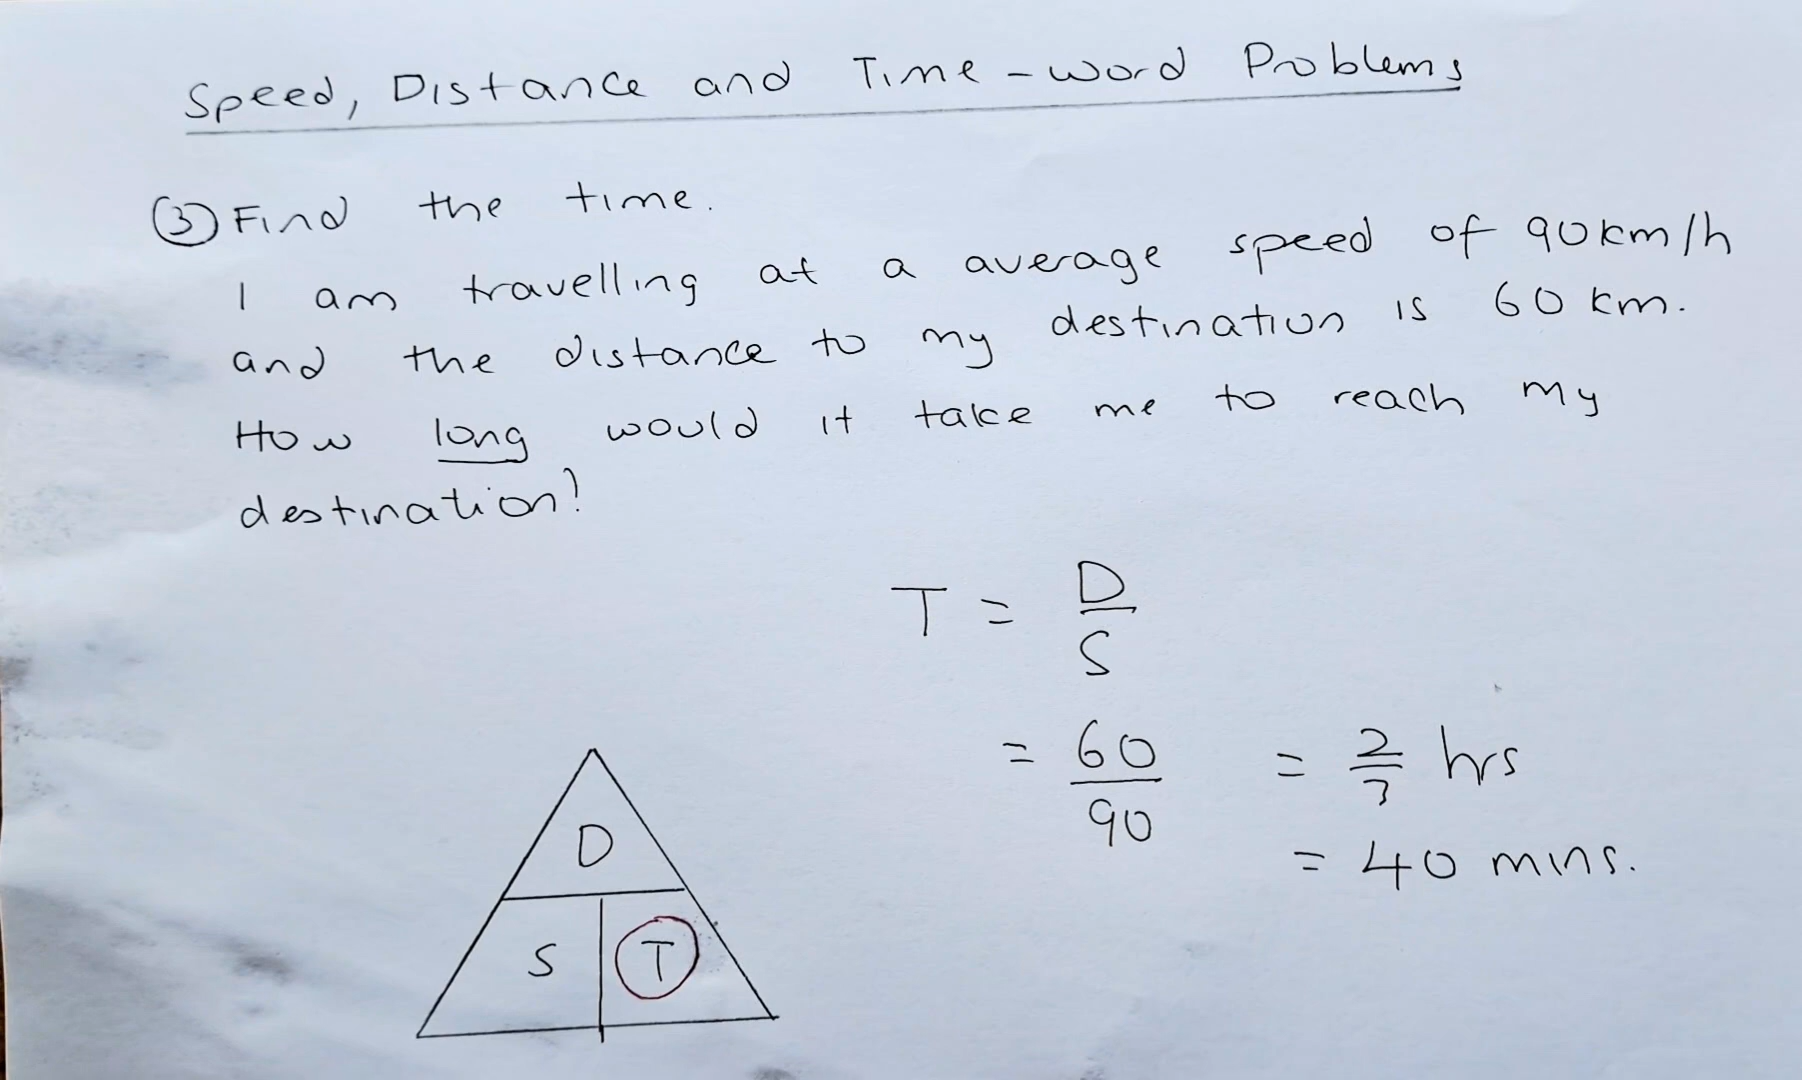 Speed, Distance and Time - Word Problems
③ Find the time.
I am travelling at a average speed of 90km/h
and the distance to my destination is 60 km.
How long would it take me to reach my
destination?
T = D/S
= 60/90 = 2/3 hrs
= 40 mins.
D
S T